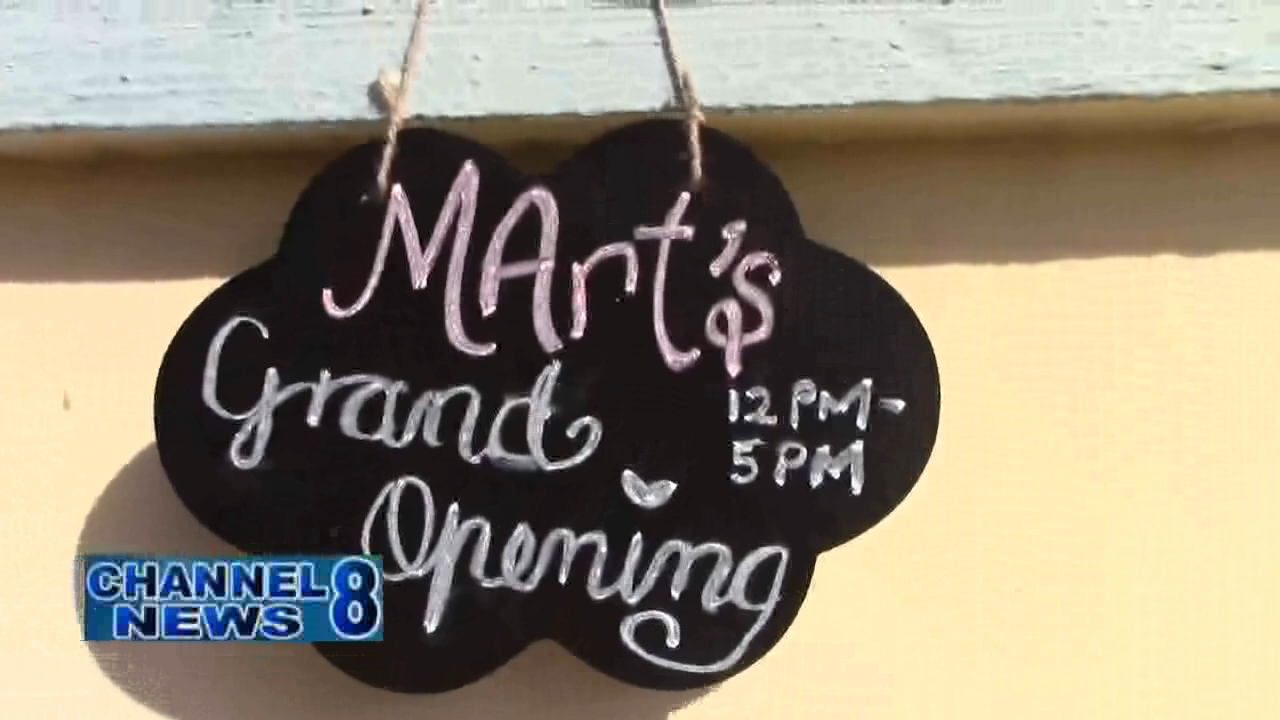 MArt's
Grand
12 PM -
5 PM
Opening
CHANNEL
NEWS 8